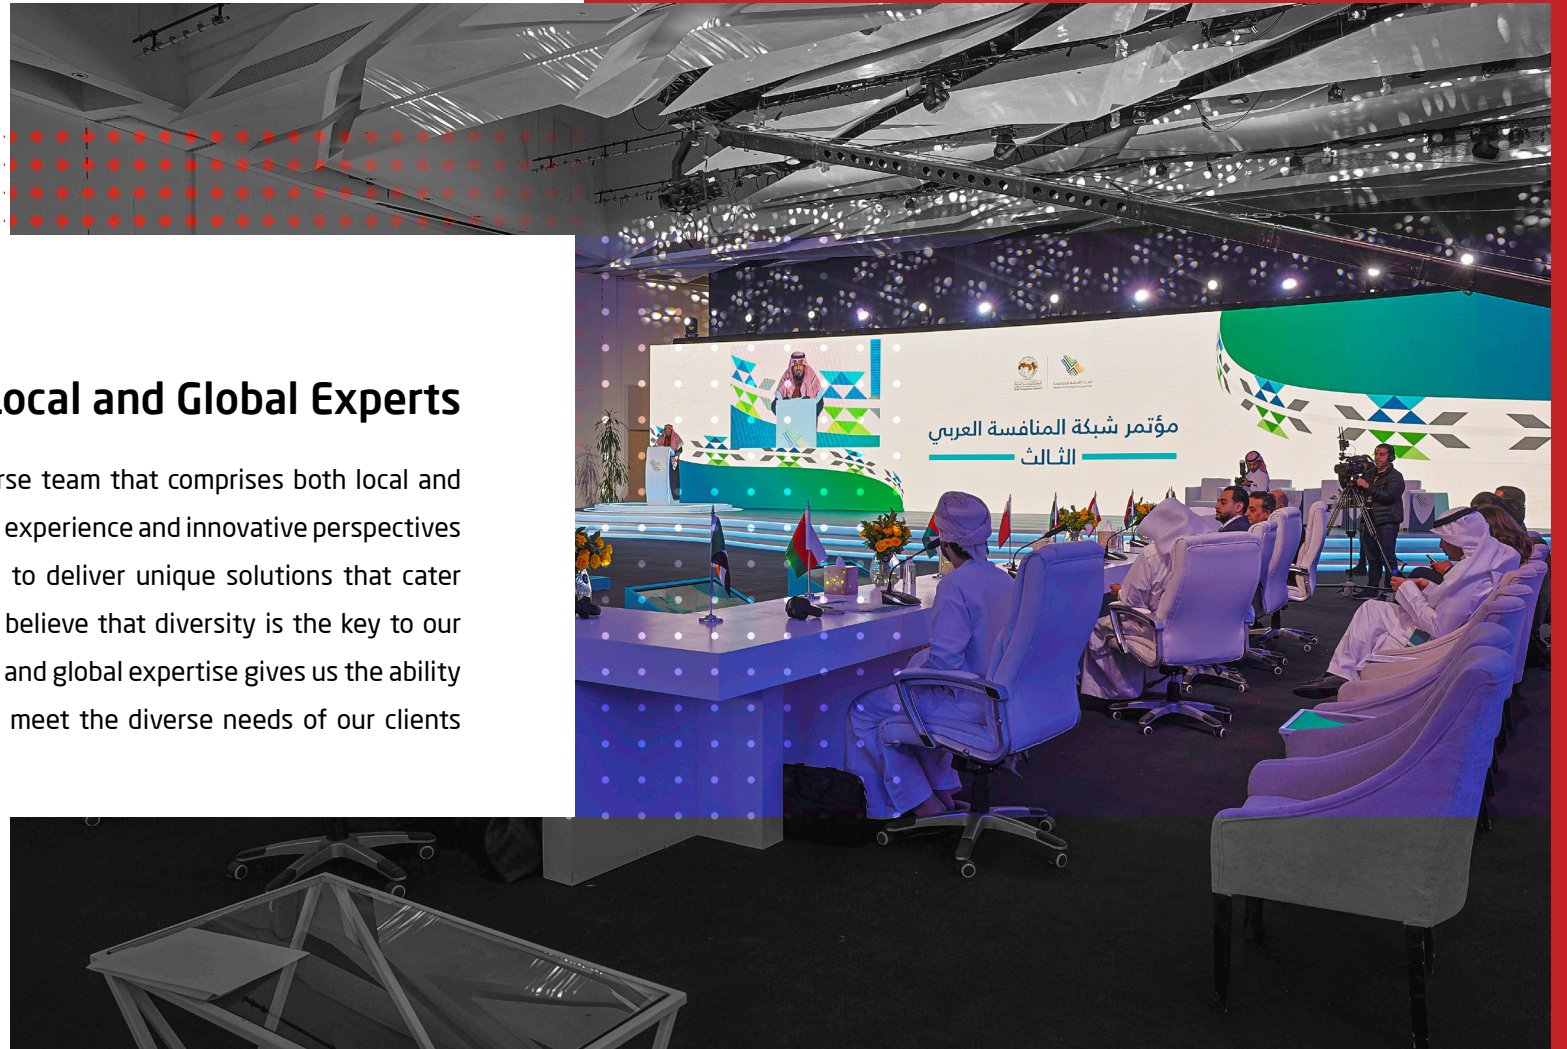 Local and Global Experts
rse team that comprises both local and
experience and innovative perspectives
to deliver unique solutions that cater
believe that diversity is the key to our
and global expertise gives us the ability
meet the diverse needs of our clients
مؤتمر شبكة المنافسة العربي
الثالث